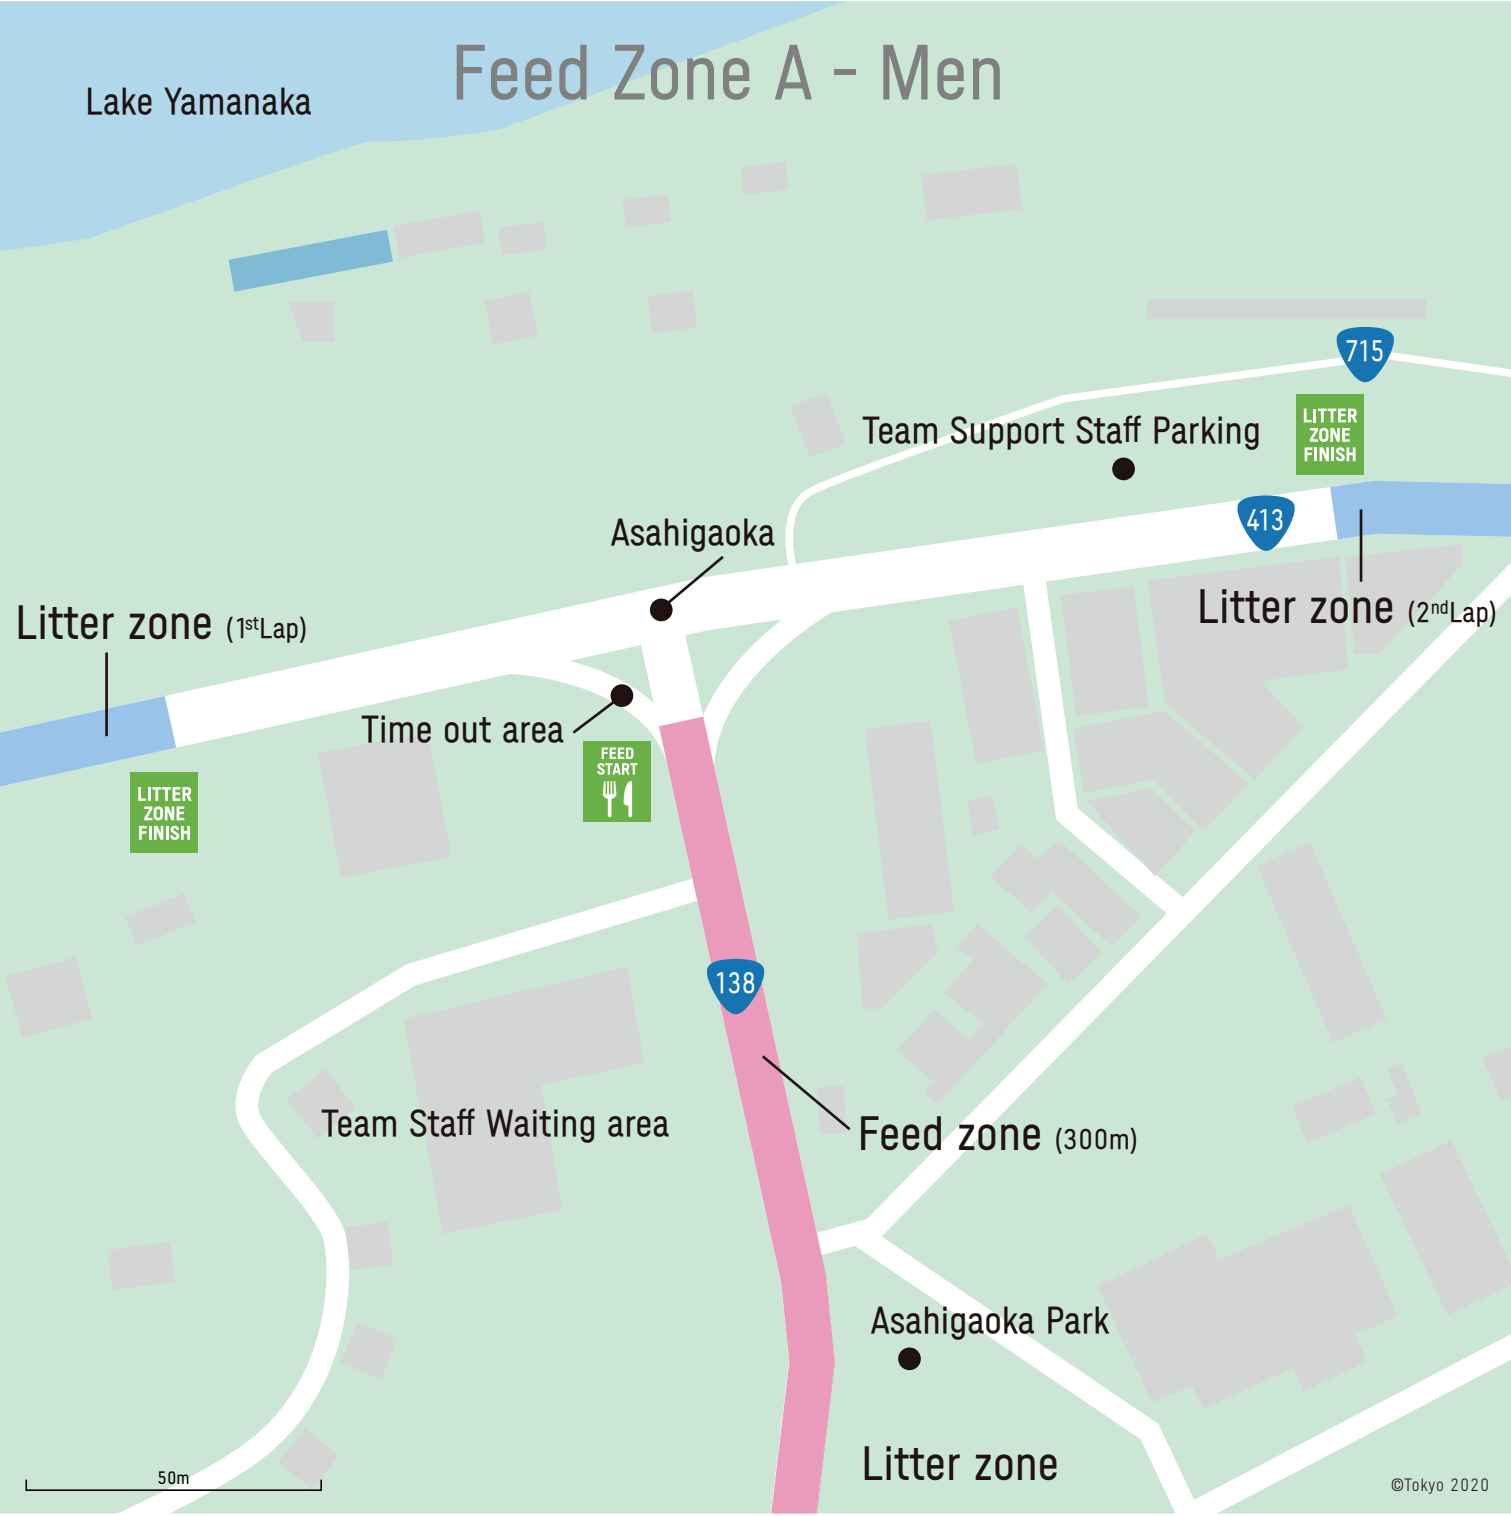 Feed Zone A - Men
Lake Yamanaka
715
Team Support Staff Parking
LITTER
ZONE
FINISH
413
Asahigaoka
Litter zone (1stLap)
Litter zone (2ndLap)
Time out area
FEED
START
LITTER
ZONE
FINISH
138
Team Staff Waiting area
Feed zone (300m)
Asahigaoka Park
Litter zone
50m
©Tokyo 2020